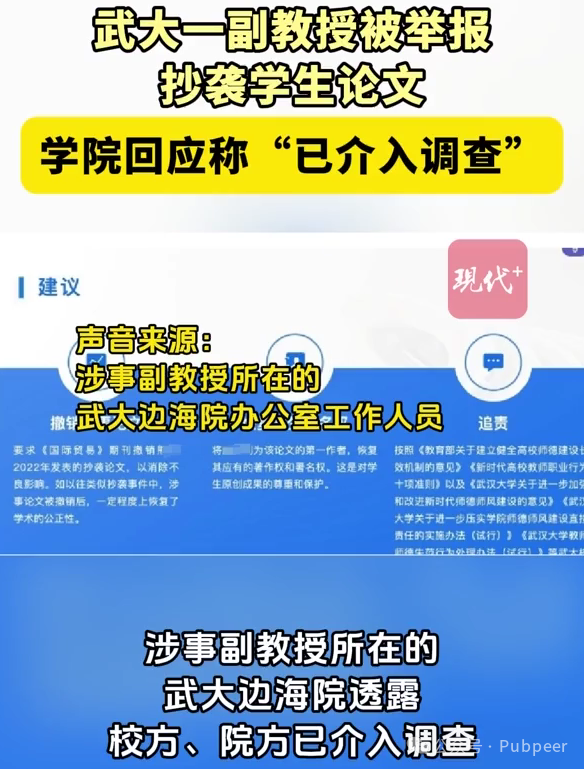 武大一副教授被举报
抄袭学生论文
学院回应称“已介入调查”
建议
現代+
声音来源：
涉事副教授所在的
武大边海院办公室工作人员
撤销
追责
要求《国际贸易》期刊撤销
2022年发表的抄袭论文，以消除不
良影响。如以往类似抄袭事件中，涉
事论文被撤销后，一定程度上恢复了
学术的公正性。
将 为该论文的第一作者，恢复
其应有的著作权和署名权。这是对学
生原创成果的尊重和保护。
按照《教育部关于建立健全高校师德建设长
效机制的意见》《新时代高校教师职业行为
十项准则》以及《武汉大学关于进一步加强
和改进新时代师德师风建设的意见》《武汉
大学关于进一步压实学院师德师风建设直接
责任的实施办法（试行）》《武汉大学教师
师德失范行为处理办法（试行）》等武大
涉事副教授所在的
武大边海院透露
校方、院方已介入调查
号 · Pubpeer